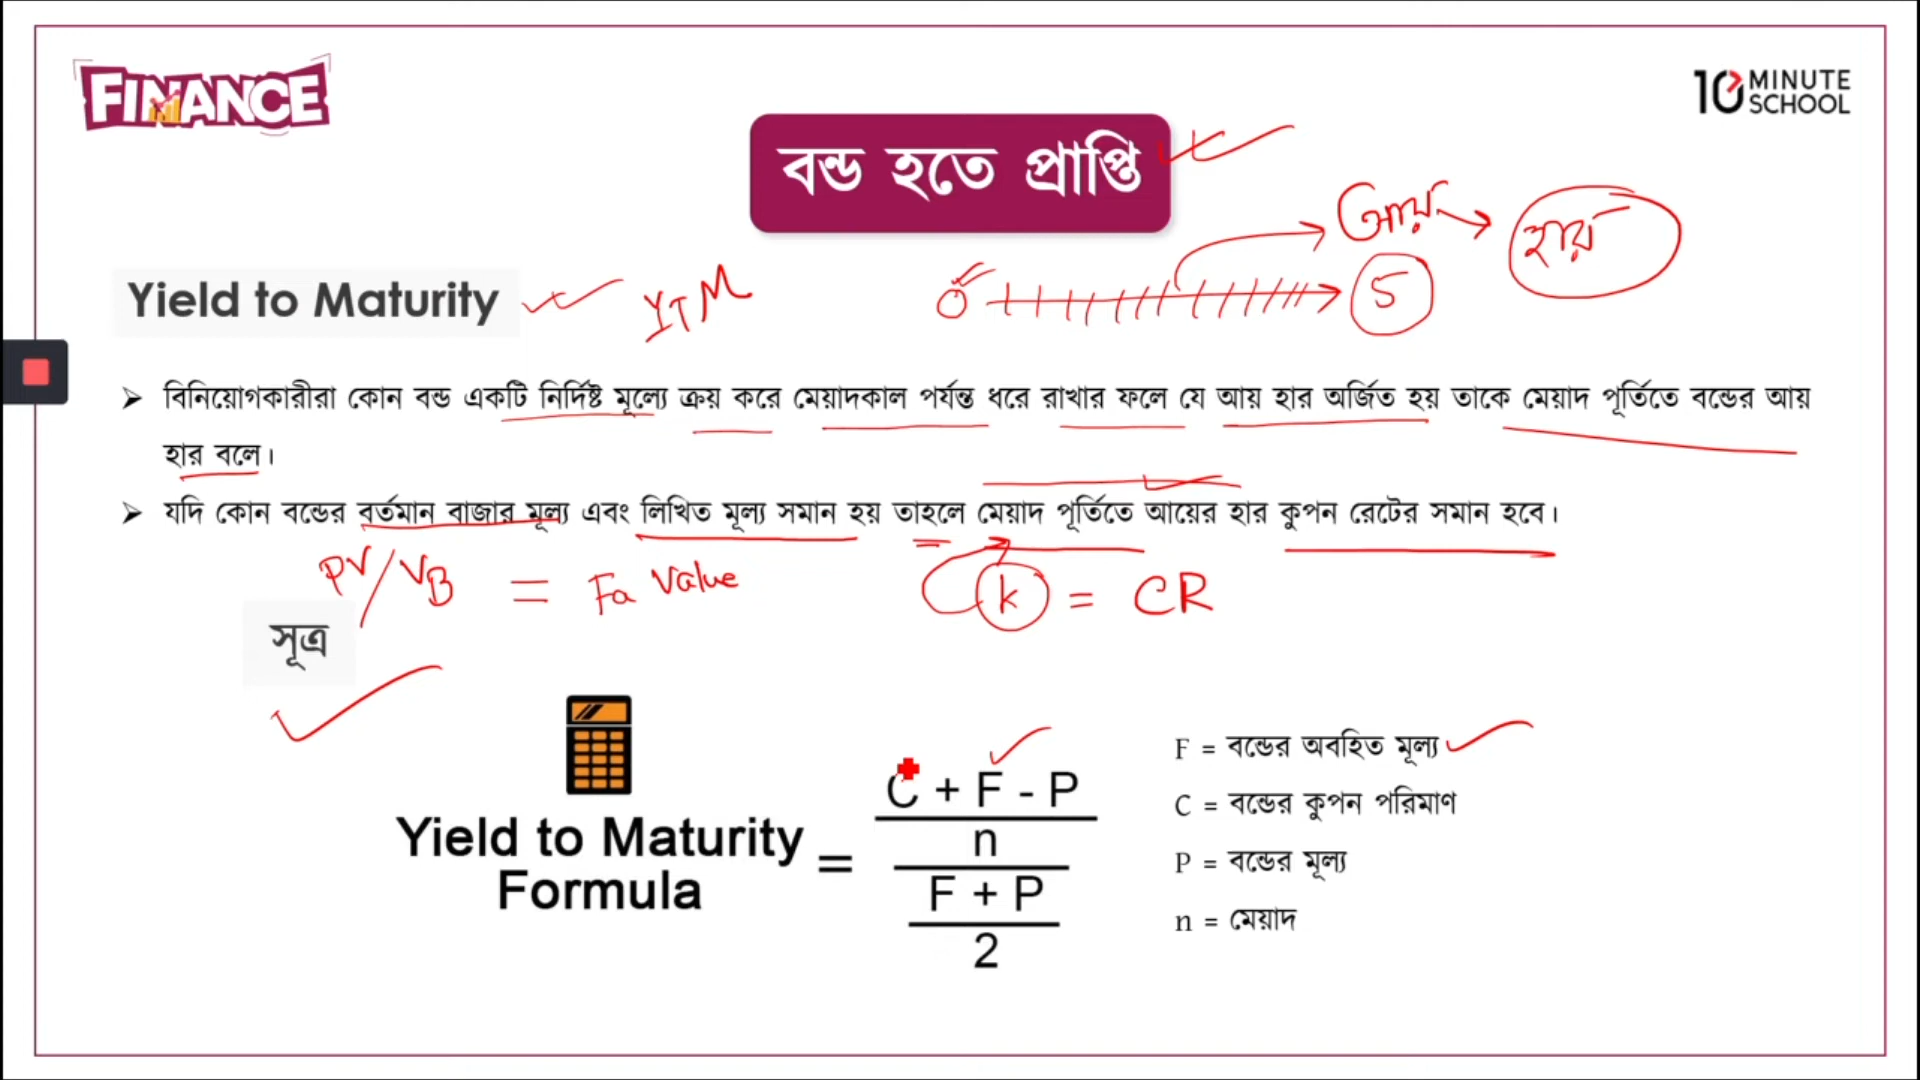 FINANCE
10 MINUTE SCHOOL
বন্ড হতে প্রাপ্তি
আয় হার
Yield to Maturity
YTM
0 5
বিনিয়োগকারীরা কোন বন্ড একটি নির্দিষ্ট মূল্যে ক্রয় করে মেয়াদকাল পর্যন্ত ধরে রাখার ফলে যে আয় হার অর্জিত হয় তাকে মেয়াদ পূর্তিতে বন্ডের আয়
হার বলে।
যদি কোন বন্ডের বর্তমান বাজার মূল্য এবং লিখিত মূল্য সমান হয় তাহলে মেয়াদ পূর্তিতে আয়ের হার কুপন রেটের সমান হবে।
PV/VB = Fa Value k = CR
সূত্র
Yield to Maturity
Formula
=
C + F - P
n
F + P
2
F = বন্ডের অবহিত মূল্য
C = বন্ডের কুপন পরিমাণ
P = বন্ডের মূল্য
n = মেয়াদ